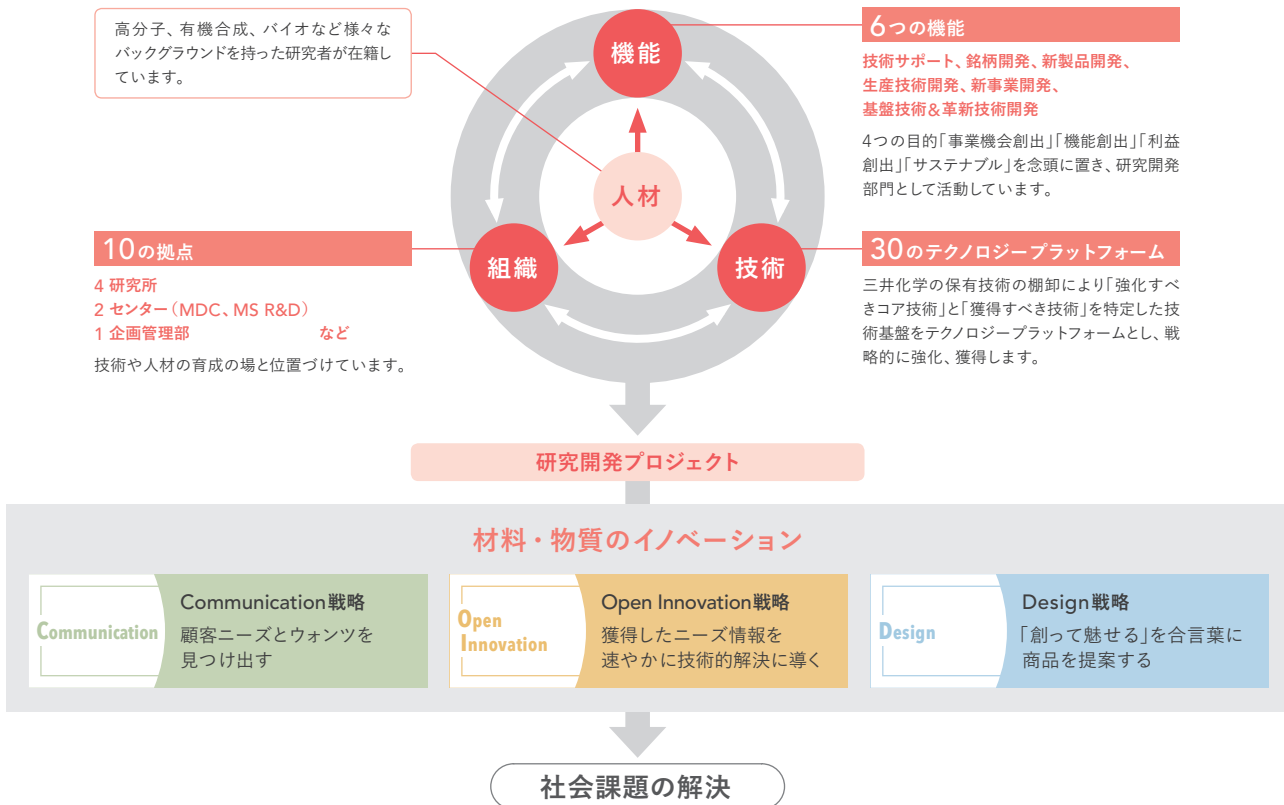 高分子、有機合成、バイオなど様々な
バックグラウンドを持った研究者が在籍し
ています。
機能
人材
組織
技術
6つの機能
技術サポート、銘柄開発、新製品開発、
生産技術開発、新事業開発、
基盤技術&革新技術開発
4つの目的「事業機会創出」「機能創出」「利益
創出」「サステナブル」を念頭に置き、研究開発
部門として活動しています。
10の拠点
4 研究所
2 センター（MDC、MS R&D）
1 企画管理部 など
技術や人材の育成の場と位置づけています。
30のテクノロジープラットフォーム
三井化学の保有技術の棚卸により「強化すべ
きコア技術」と「獲得すべき技術」を特定した技
術基盤をテクノロジープラットフォームとし、戦
略的に強化、獲得します。
研究開発プロジェクト
材料・物質のイノベーション
Communication
Communication戦略
顧客ニーズとウォンツを
見つけ出す
Open
Innovation
Open Innovation戦略
獲得したニーズ情報を
速やかに技術的解決に導く
Design
Design戦略
「創って魅せる」を合言葉に
商品を提案する
社会課題の解決